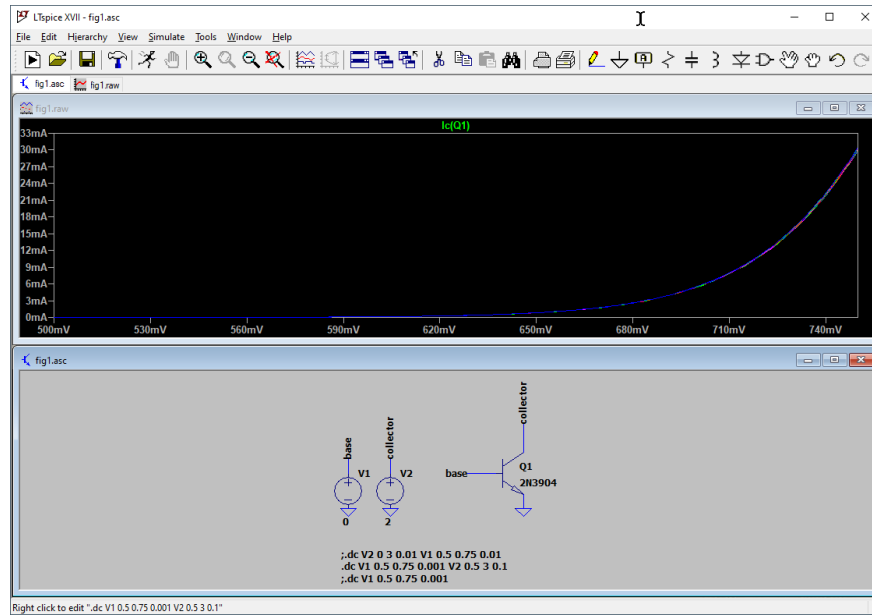 LTspice XVII - fig1.asc
File Edit Hierarchy View Simulate Tools Window Help
fig1.asc fig1.raw
fig1.raw
Ic(Q1)
33mA
30mA
27mA
24mA
21mA
18mA
15mA
12mA
9mA
6mA
3mA
0mA
500mV 530mV 560mV 590mV 620mV 650mV 680mV 710mV 740mV
fig1.asc
base
collector
collector
V1
V2
base
Q1
2N3904
0
2
;.dc V2 0 3 0.01 V1 0.5 0.75 0.01
.dc V1 0.5 0.75 0.001 V2 0.5 3 0.1
;.dc V1 0.5 0.75 0.001
Right click to edit ".dc V1 0.5 0.75 0.001 V2 0.5 3 0.1"